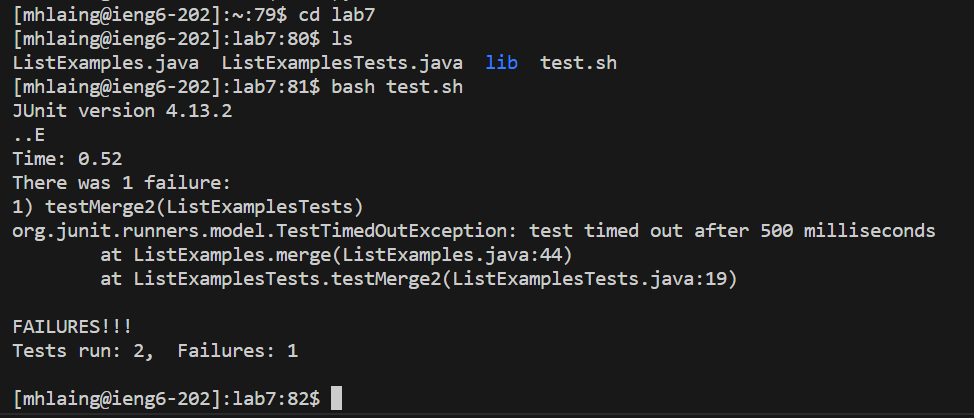 [mhlaing@ieng6-202]:~:79$ cd lab7
[mhlaing@ieng6-202]:lab7:80$ ls
ListExamples.java  ListExamplesTests.java  lib  test.sh
[mhlaing@ieng6-202]:lab7:81$ bash test.sh
JUnit version 4.13.2
..E
Time: 0.52
There was 1 failure:
1) testMerge2(ListExamplesTests)
org.junit.runners.model.TestTimedOutException: test timed out after 500 milliseconds
        at ListExamples.merge(ListExamples.java:44)
        at ListExamplesTests.testMerge2(ListExamplesTests.java:19)

FAILURES!!!
Tests run: 2,  Failures: 1

[mhlaing@ieng6-202]:lab7:82$